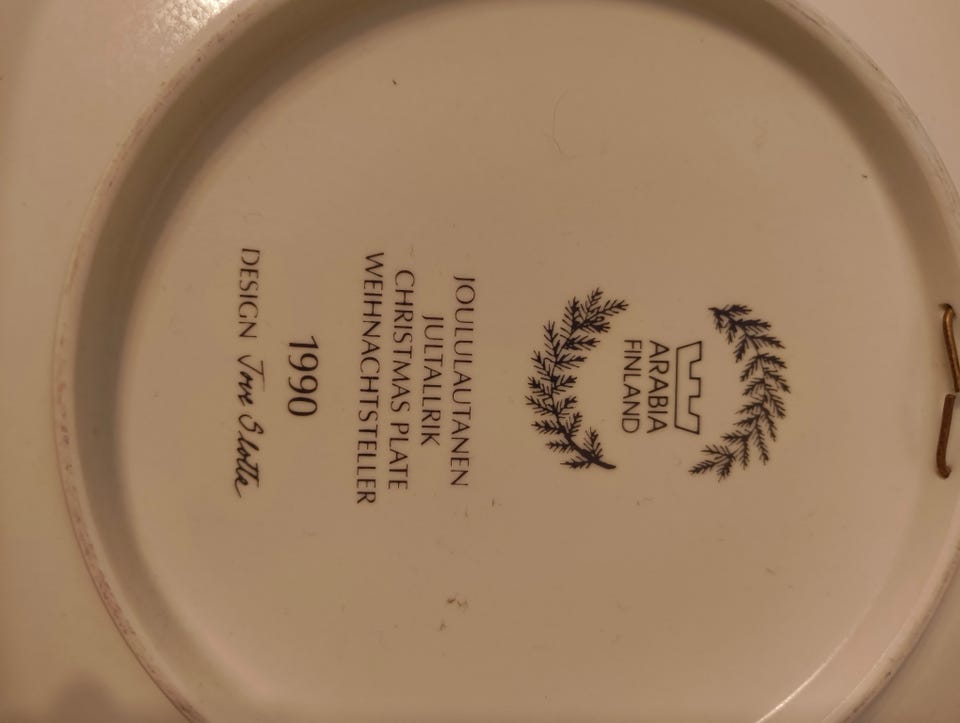 ARABIA
FINLAND
JOULULAUTANEN
JULTALLRIK
CHRISTMAS PLATE
WEIHNACHTSTELLER
1990
DESIGN Tove Slotte